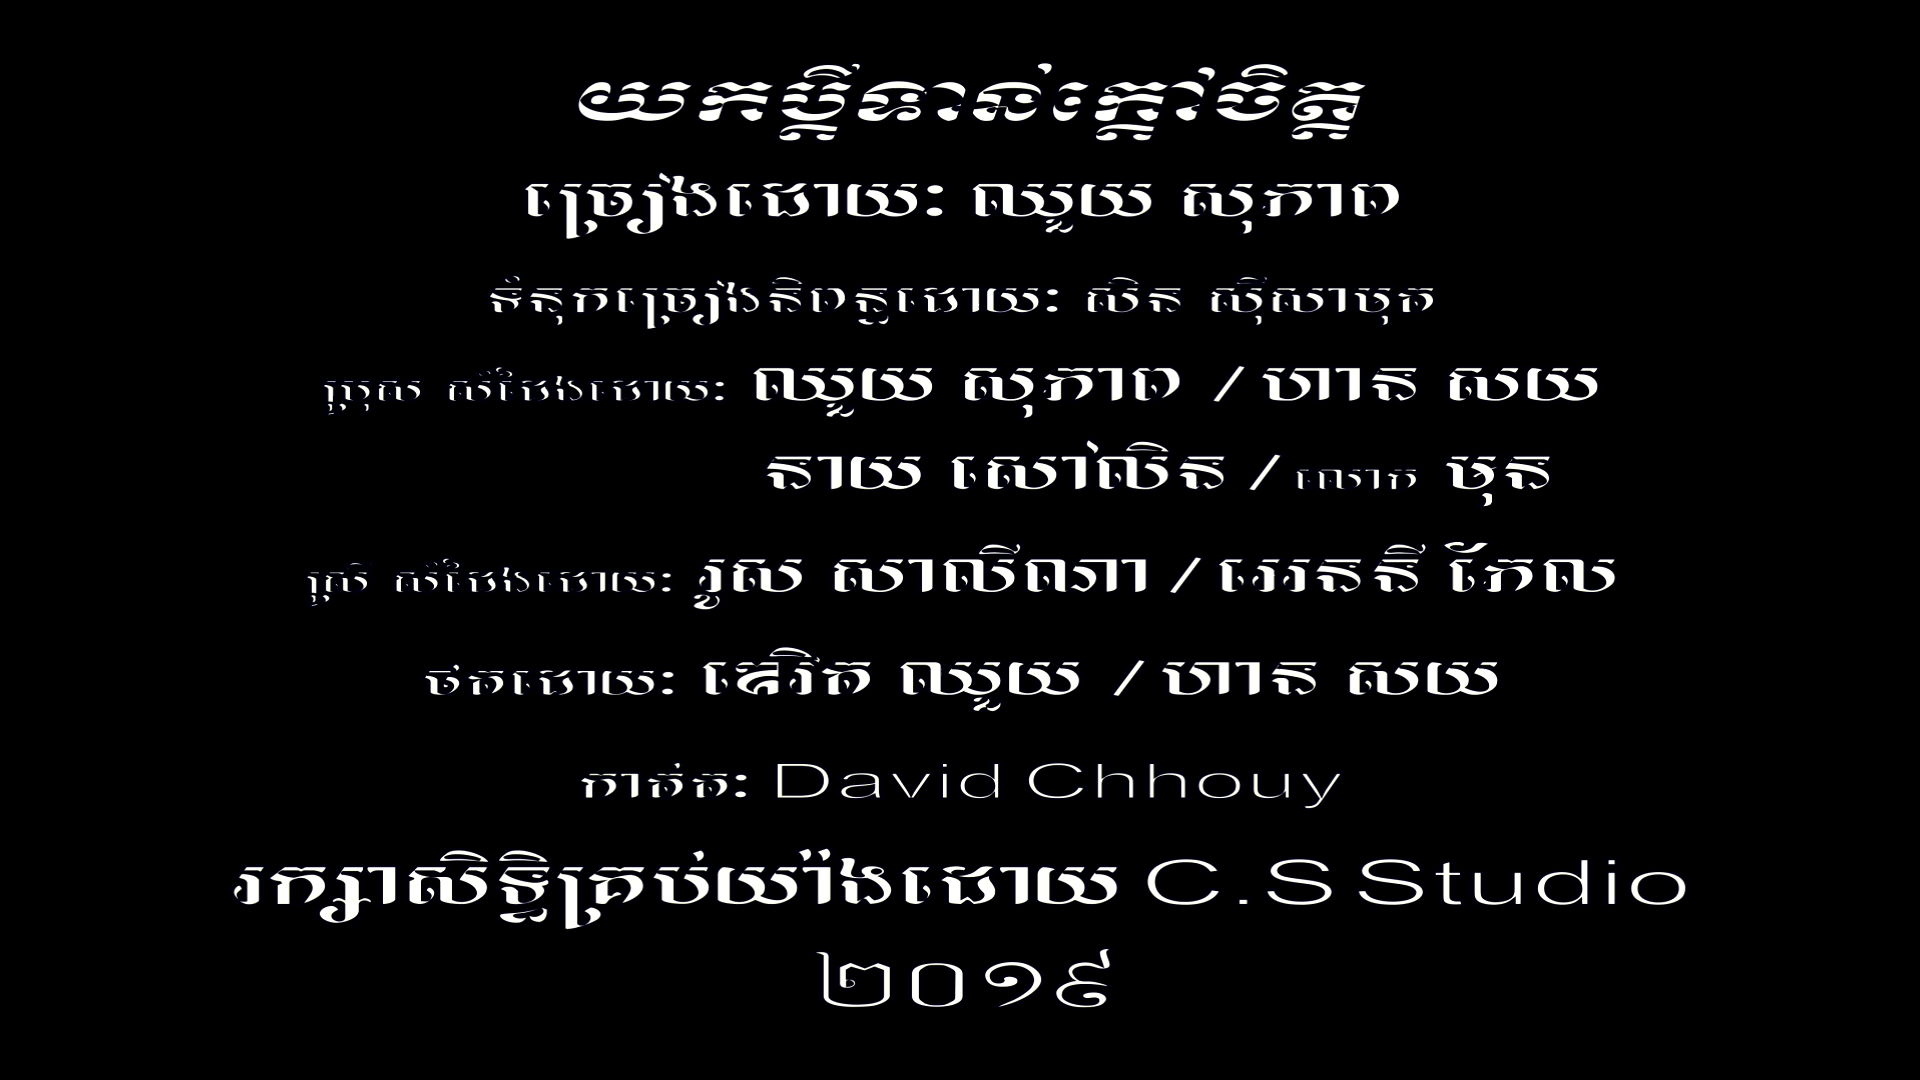 យកប្តីទាន់ក្តៅចិត្ត
ច្រៀងដោយ: ឈួយ សុភាព
ទំនុកច្រៀងនិពន្ធដោយ: សិន ស៊ីសាមុត
ប្រុស សំដែងដោយ: ឈួយ សុភាព / ហាន សយ
នាយ សៅលិន / លោក មុន
ស្រី សំដែងដោយ: រូស សាលីណា / អេរននី កែល
ថតដោយ: ឌេវិត ឈួយ / ហាន សយ
កាត់ត: David Chhouy
រក្សាសិទ្ធិគ្រប់យ៉ាងដោយ C.S Studio
២០១៩